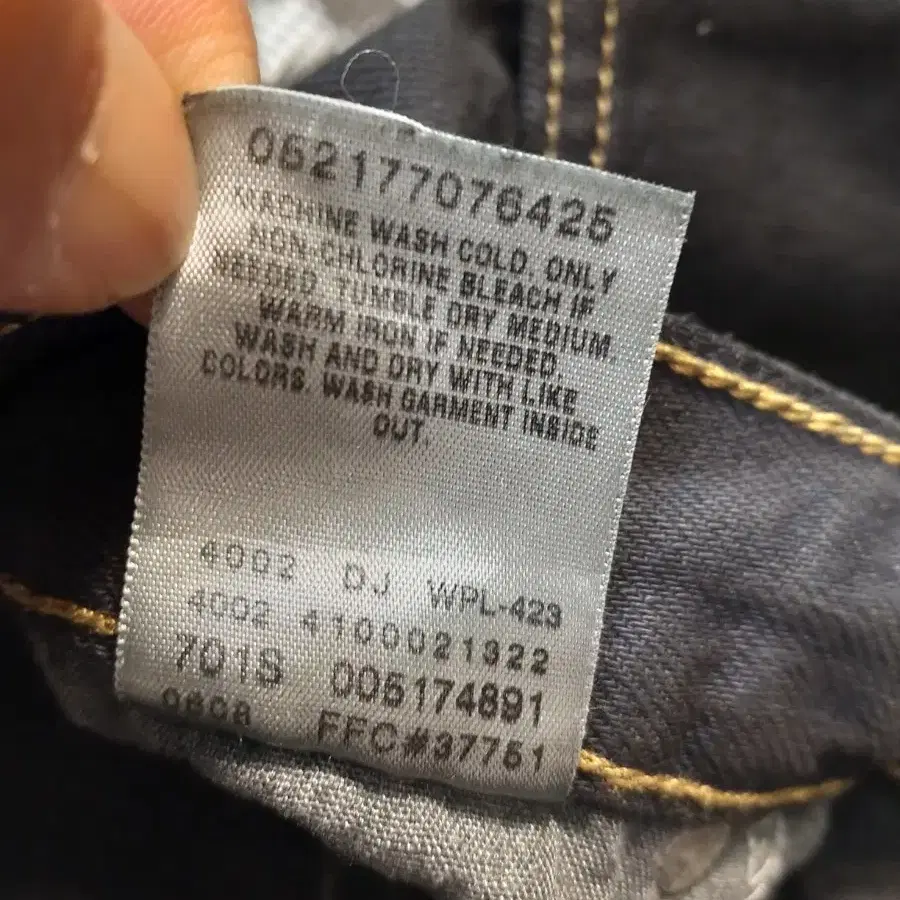 062177076425
MECHINE WASH COLD. ONLY
NON-CHLORINE BLEACH IF
NEEDED. TUMBLE DRY MEDIUM.
WARM IRON IF NEEDED.
WASH AND DRY WITH LIKE
COLORS. WASH GARMENT INSIDE
OUT.
4002 DJ WPL-423
4002 4100021322
701S 005174891
0608 FFC#37751